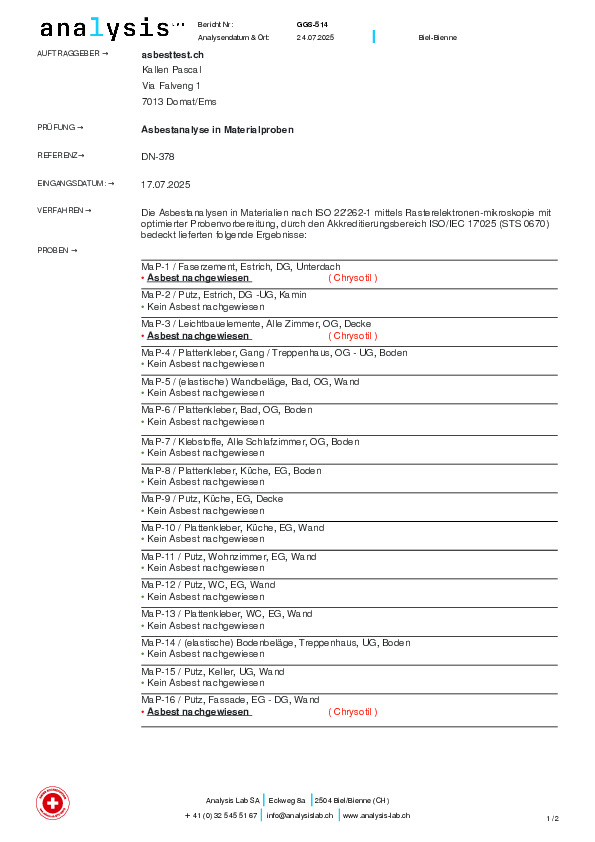 analysis
Bericht Nr: GGS-514
Analysendatum & Ort: 24.07.2025 Biel-Bienne
AUFTRAGGEBER → asbesttest.ch
Kallen Pascal
Via Falveng 1
7013 Domat/Ems
PRÜFUNG → Asbestanalyse in Materialproben
REFERENZ → DN-378
EINGANGSDATUM: → 17.07.2025
VERFAHREN → Die Asbestanalysen in Materialien nach ISO 22'262-1 mittels Rasterelektronen-mikroskopie mit
optimierter Probenvorbereitung, durch den Akkreditierungsbereich ISO/IEC 17'025 (STS 0670)
bedeckt lieferten folgende Ergebnisse:
PROBEN →
MaP-1 / Faserzement, Estrich, DG, Unterdach
• Asbest nachgewiesen ( Chrysotil )
MaP-2 / Putz, Estrich, DG -UG, Kamin
• Kein Asbest nachgewiesen
MaP-3 / Leichtbauelemente, Alle Zimmer, OG, Decke
• Asbest nachgewiesen ( Chrysotil )
MaP-4 / Plattenkleber, Gang / Treppenhaus, OG - UG, Boden
• Kein Asbest nachgewiesen
MaP-5 / (elastische) Wandbeläge, Bad, OG, Wand
• Kein Asbest nachgewiesen
MaP-6 / Plattenkleber, Bad, OG, Boden
• Kein Asbest nachgewiesen
MaP-7 / Klebstoffe, Alle Schlafzimmer, OG, Boden
• Kein Asbest nachgewiesen
MaP-8 / Plattenkleber, Küche, EG, Boden
• Kein Asbest nachgewiesen
MaP-9 / Putz, Küche, EG, Decke
• Kein Asbest nachgewiesen
MaP-10 / Plattenkleber, Küche, EG, Wand
• Kein Asbest nachgewiesen
MaP-11 / Putz, Wohnzimmer, EG, Wand
• Kein Asbest nachgewiesen
MaP-12 / Putz, WC, EG, Wand
• Kein Asbest nachgewiesen
MaP-13 / Plattenkleber, WC, EG, Wand
• Kein Asbest nachgewiesen
MaP-14 / (elastische) Bodenbeläge, Treppenhaus, UG, Boden
• Kein Asbest nachgewiesen
MaP-15 / Putz, Keller, UG, Wand
• Kein Asbest nachgewiesen
MaP-16 / Putz, Fassade, EG - DG, Wand
• Asbest nachgewiesen ( Chrysotil )
Analysis Lab SA | Eckweg 8a | 2504 Biel/Bienne (CH)
+ 41 (0) 32 545 51 67 | info@analysislab.ch | www.analysis-lab.ch
1 / 2